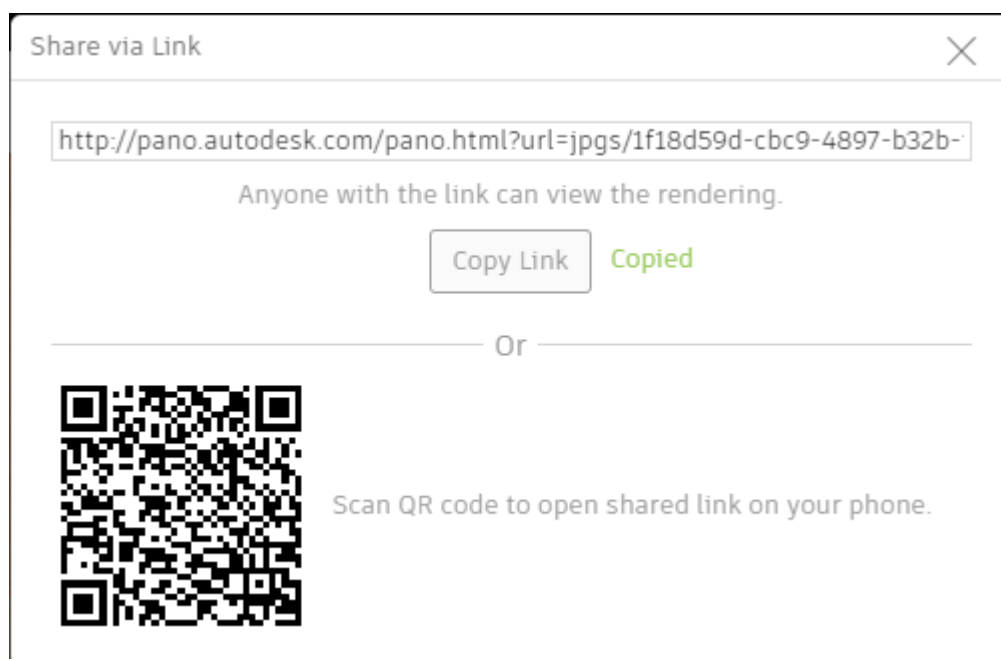 Share via Link
http://pano.autodesk.com/pano.html?url=jpgs/1f18d59d-cbc9-4897-b32b-
Anyone with the link can view the rendering.
Copy Link Copied
Or
Scan QR code to open shared link on your phone.